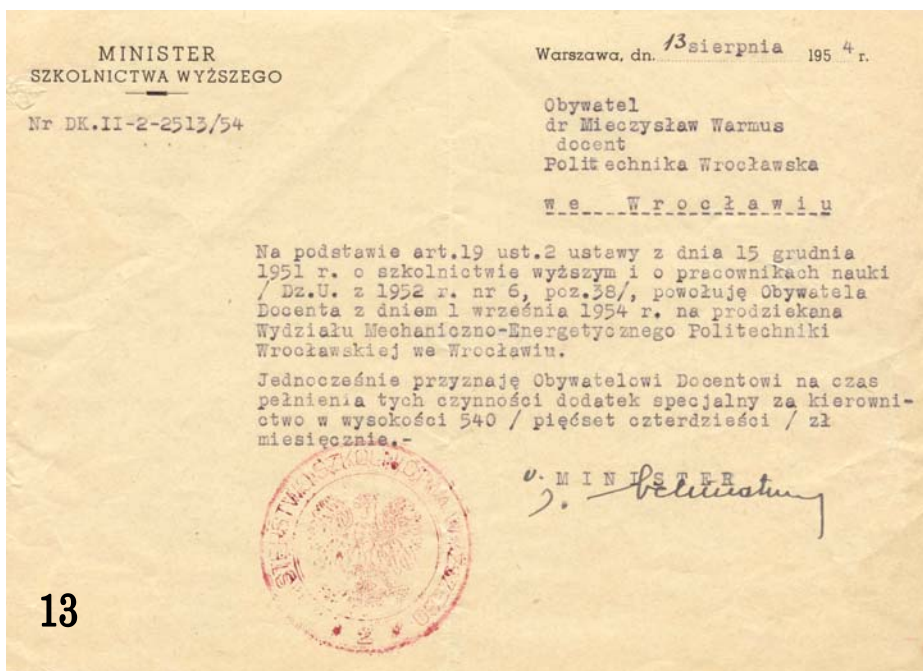 MINISTER
SZKOLNICTWA WYŻSZEGO
Nr DK.II-2-2513/54
Warszawa, dn. 13 sierpnia 1954 r.
Obywatel
dr Mieczysław Warmus
docent
Politechnika Wrocławska
we Wrocławiu
Na podstawie art.19 ust.2 ustawy z dnia 15 grudnia
1951 r. o szkolnictwie wyższym i o pracownikach nauki
/ Dz.U. z 1952 r. nr 6, poz.38/, powołuję Obywatela
Docenta z dniem 1 września 1954 r. na prodziekana
Wydziału Mechaniczno-Energetycznego Politechniki
Wrocławskiej we Wrocławiu.
Jednocześnie przyznaję Obywatelowi Docentowi na czas
pełnienia tych czynności dodatek specjalny za kierowni-
ctwo w wysokości 540 / pięćset czterdzieści / zł
miesięcznie.-
MINISTER
SZKOLNICTWA
2
13